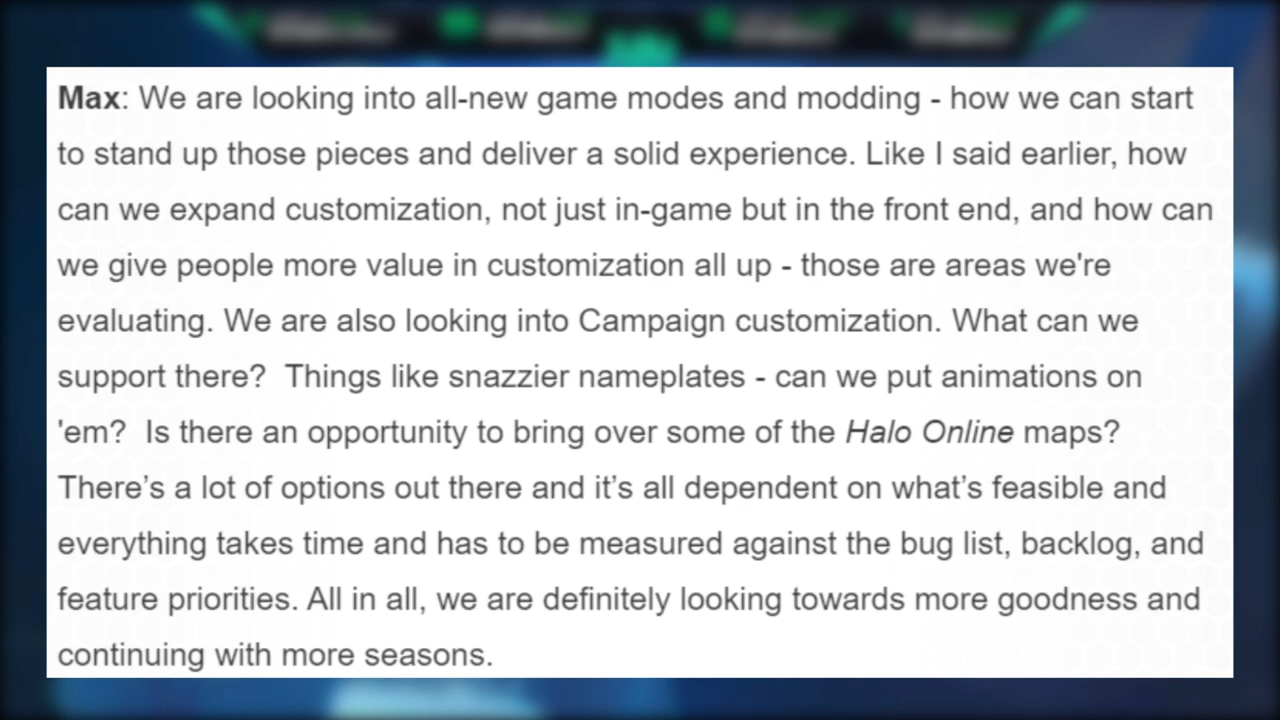 Max: We are looking into all-new game modes and modding - how we can start
to stand up those pieces and deliver a solid experience. Like I said earlier, how
can we expand customization, not just in-game but in the front end, and how can
we give people more value in customization all up - those are areas we're
evaluating. We are also looking into Campaign customization. What can we
support there?  Things like snazzier nameplates - can we put animations on
'em?  Is there an opportunity to bring over some of the Halo Online maps?
There’s a lot of options out there and it’s all dependent on what’s feasible and
everything takes time and has to be measured against the bug list, backlog, and
feature priorities. All in all, we are definitely looking towards more goodness and
continuing with more seasons.